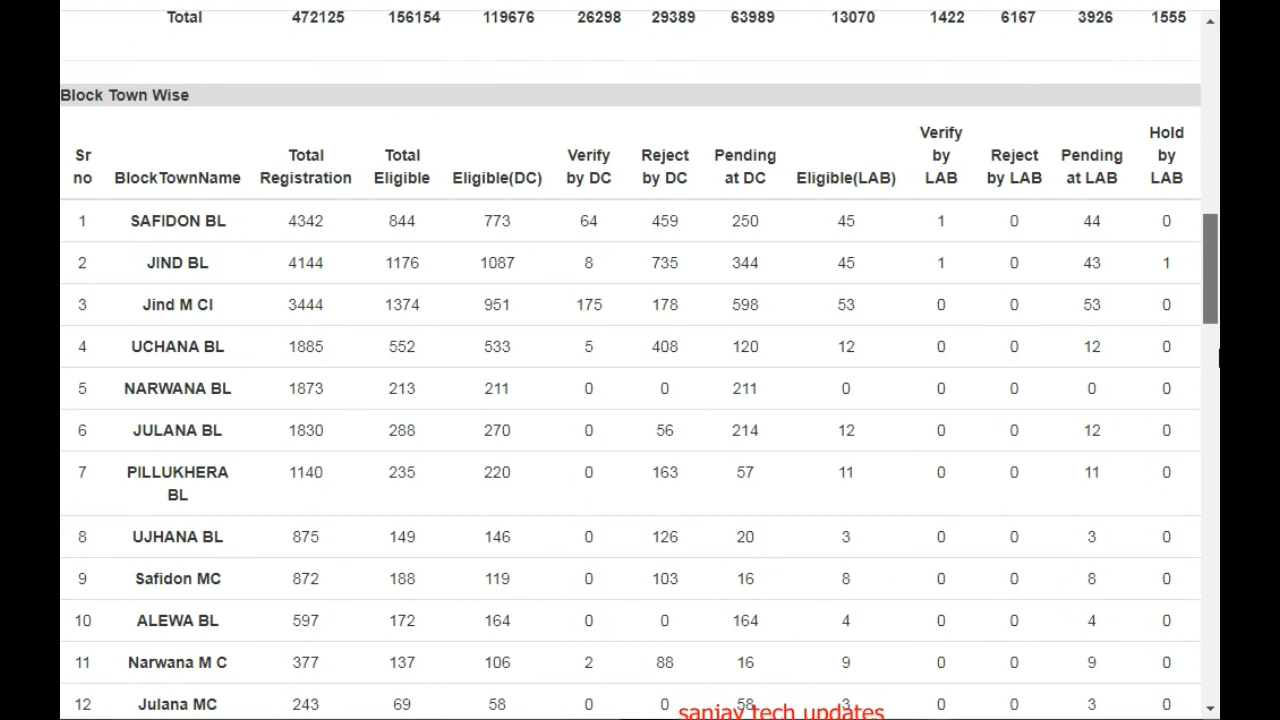 Total 472125 156154 119676 26298 29389 63989 13070 1422 6167 3926 1555
Block Town Wise
Sr no BlockTownName Total Registration Total Eligible Eligible(DC) Verify by DC Reject by DC Pending at DC Eligible(LAB) Verify by LAB Reject by LAB Pending at LAB Hold by LAB
1 SAFIDON BL 4342 844 773 64 459 250 45 1 0 44 0
2 JIND BL 4144 1176 1087 8 735 344 45 1 0 43 1
3 Jind M Cl 3444 1374 951 175 178 598 53 0 0 53 0
4 UCHANA BL 1885 552 533 5 408 120 12 0 0 12 0
5 NARWANA BL 1873 213 211 0 0 211 0 0 0 0 0
6 JULANA BL 1830 288 270 0 56 214 12 0 0 12 0
7 PILLUKHERA BL 1140 235 220 0 163 57 11 0 0 11 0
8 UJHANA BL 875 149 146 0 126 20 3 0 0 3 0
9 Safidon MC 872 188 119 0 103 16 8 0 0 8 0
10 ALEWA BL 597 172 164 0 0 164 4 0 0 4 0
11 Narwana M C 377 137 106 2 88 16 9 0 0 9 0
12 Julana MC 243 69 58 0 0 58 3 0 0 3 0
sanjay tech updates